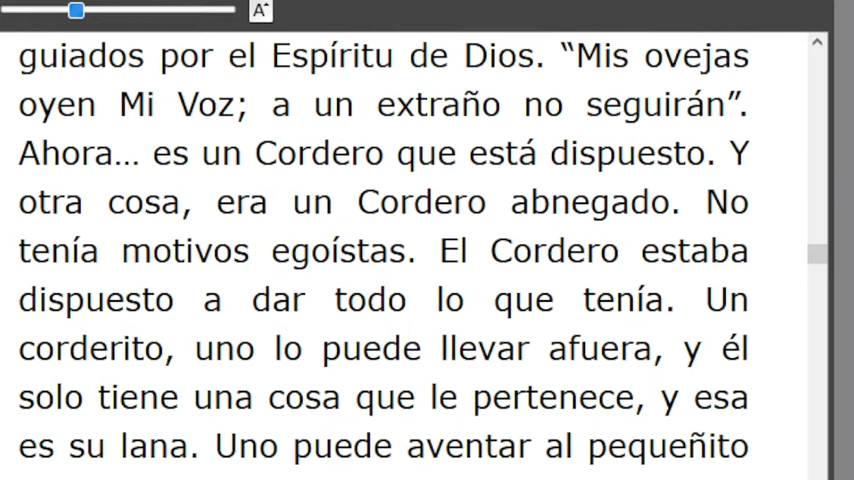 A
guiados por el Espíritu de Dios. “Mis ovejas
oyen Mi Voz; a un extraño no seguirán”.
Ahora… es un Cordero que está dispuesto. Y
otra cosa, era un Cordero abnegado. No
tenía motivos egoístas. El Cordero estaba
dispuesto a dar todo lo que tenía. Un
corderito, uno lo puede llevar afuera, y él
solo tiene una cosa que le pertenece, y esa
es su lana. Uno puede aventar al pequeñito